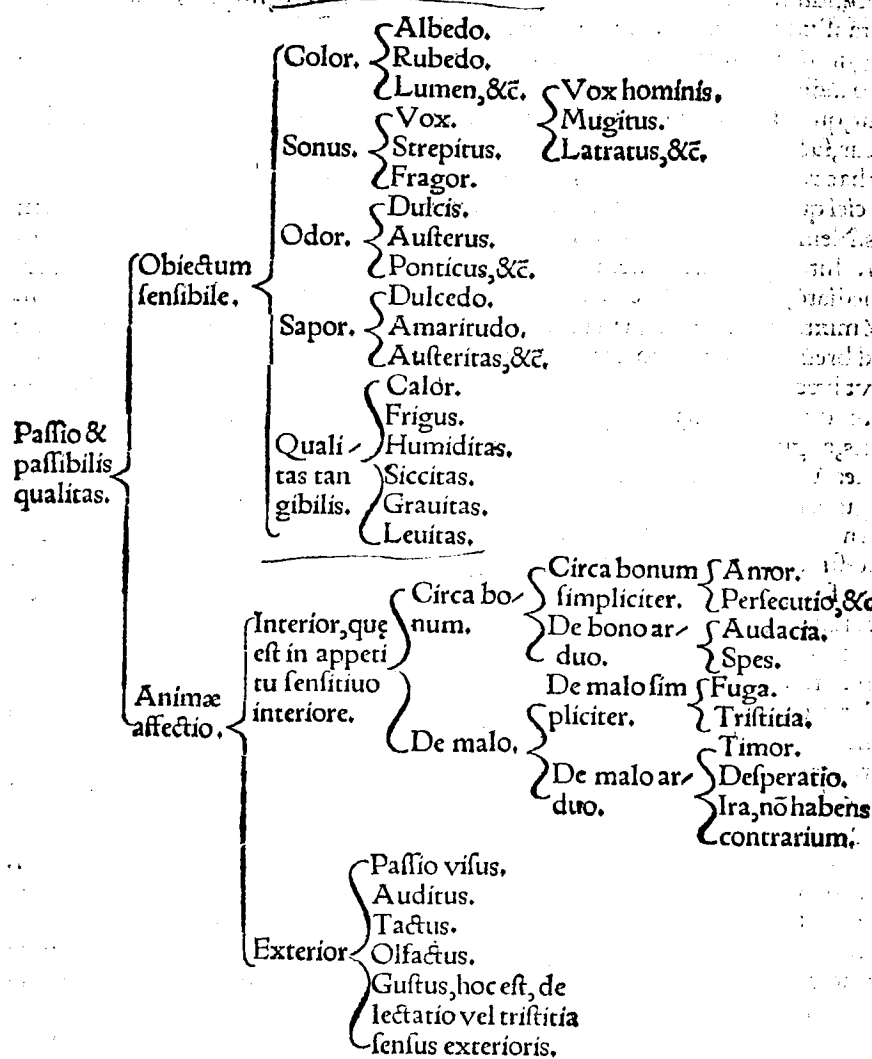 Paſſio &
paſſibilis
qualitas.
Obiectum
ſenſibile.
Color.
Albedo.
Rubedo.
Lumen, &c̄.
Sonus.
Vox.
Strepitus.
Fragor.
Vox hominis.
Mugitus.
Latratus, &c̄.
Odor.
Dulcis.
Auſterus.
Ponticus, &c̄.
Sapor.
Dulcedo.
Amaritudo.
Auſteritas, &c̄.
Quali-
tas tan
gibilis.
Calor.
Frigus.
Humiditas.
Siccitas.
Grauitas.
Leuitas.
Animæ
affectio.
Interior, quę
eſt in appeti
tu ſenſitiuo
interiore.
Circa bo-
num.
Circa bonum
ſimpliciter.
Amor.
Perſecutio, &c
De bono ar-
duo.
Audacia.
Spes.
De malo.
De malo ſim
pliciter.
Fuga.
Triſtitia.
De malo ar-
duo.
Timor.
Deſperatio.
Ira, nō habens
contrarium.
Exterior
Paſſio viſus.
Auditus.
Tactus.
Olfactus.
Guſtus, hoc eſt, de
lectatio vel triſtitia
ſenſus exterioris.